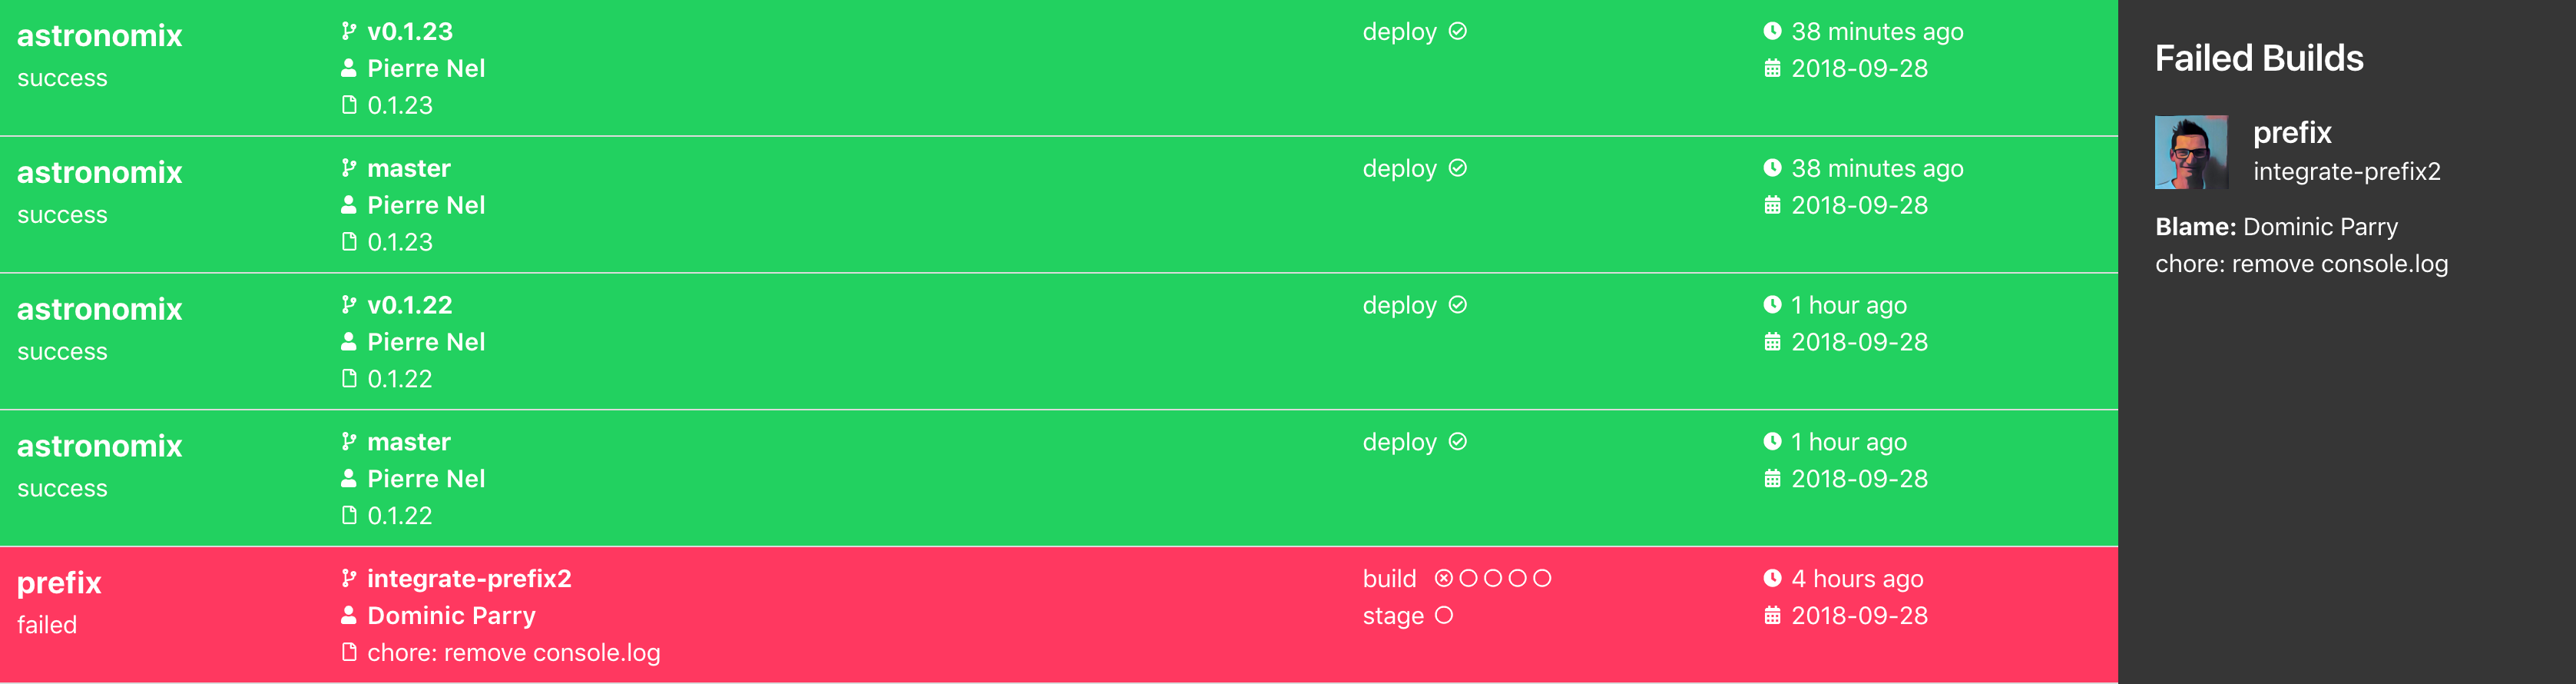 astronomix
success
v0.1.23
Pierre Nel
0.1.23
deploy
38 minutes ago
2018-09-28
astronomix
success
master
Pierre Nel
0.1.23
deploy
38 minutes ago
2018-09-28
astronomix
success
v0.1.22
Pierre Nel
0.1.22
deploy
1 hour ago
2018-09-28
astronomix
success
master
Pierre Nel
0.1.22
deploy
1 hour ago
2018-09-28
prefix
failed
integrate-prefix2
Dominic Parry
chore: remove console.log
build
stage
4 hours ago
2018-09-28
Failed Builds
prefix
integrate-prefix2
Blame: Dominic Parry
chore: remove console.log